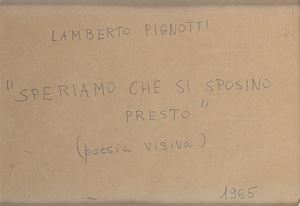 LAMBERTO PIGNOTTI
"SPERIAMO CHE SI SPOSINO
PRESTO"
(poesia visiva)
1965